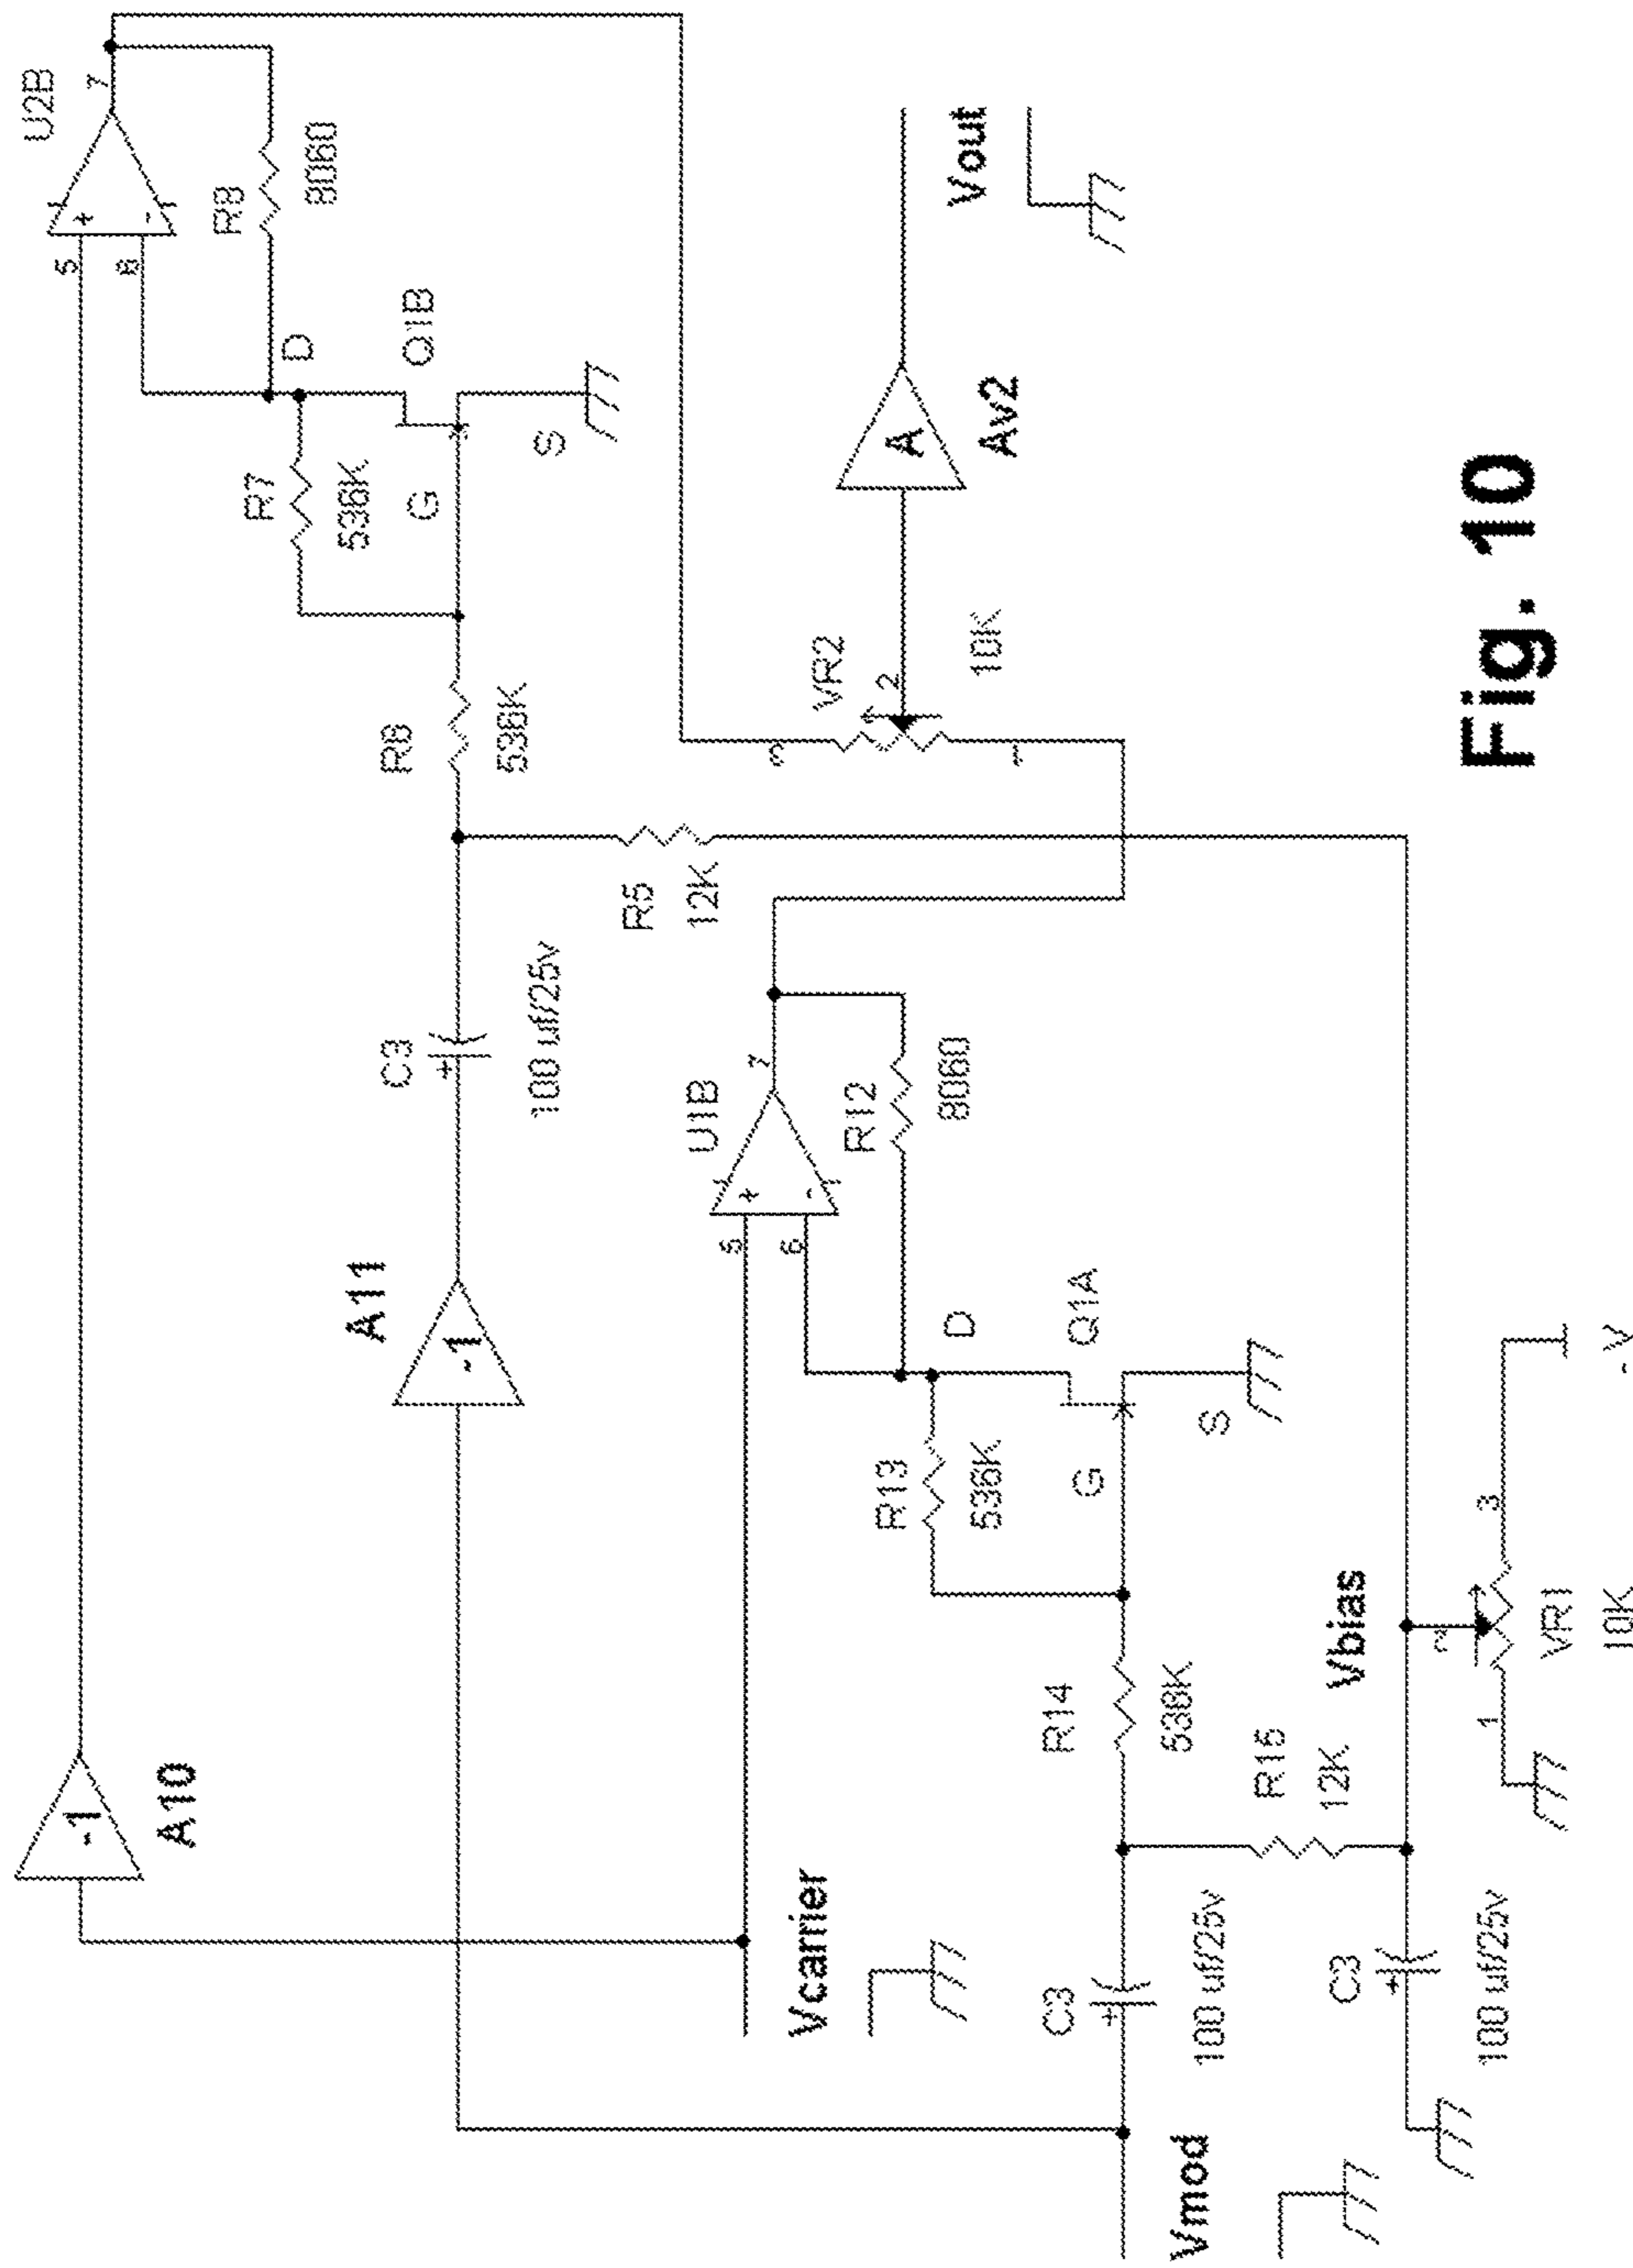 U2B
5
+
7
-1
6
-
A10
R8
8060
R7
D
536K
A11
-1
C3
+
R6
G
Q1B
100 uf/25v
536K
S
R5
12K
U1B
5
+
7
6
-
3
VR2
2
A
Vcarrier
R12
8060
Av2
Vout
R13
D
10K
1
536K
C3
+
R14
G
Q1A
100 uf/25v
536K
S
Vmod
R15
12K
Vbias
C3
+
2
100 uf/25v
1
3
VR1
10K
- V
Fig. 10